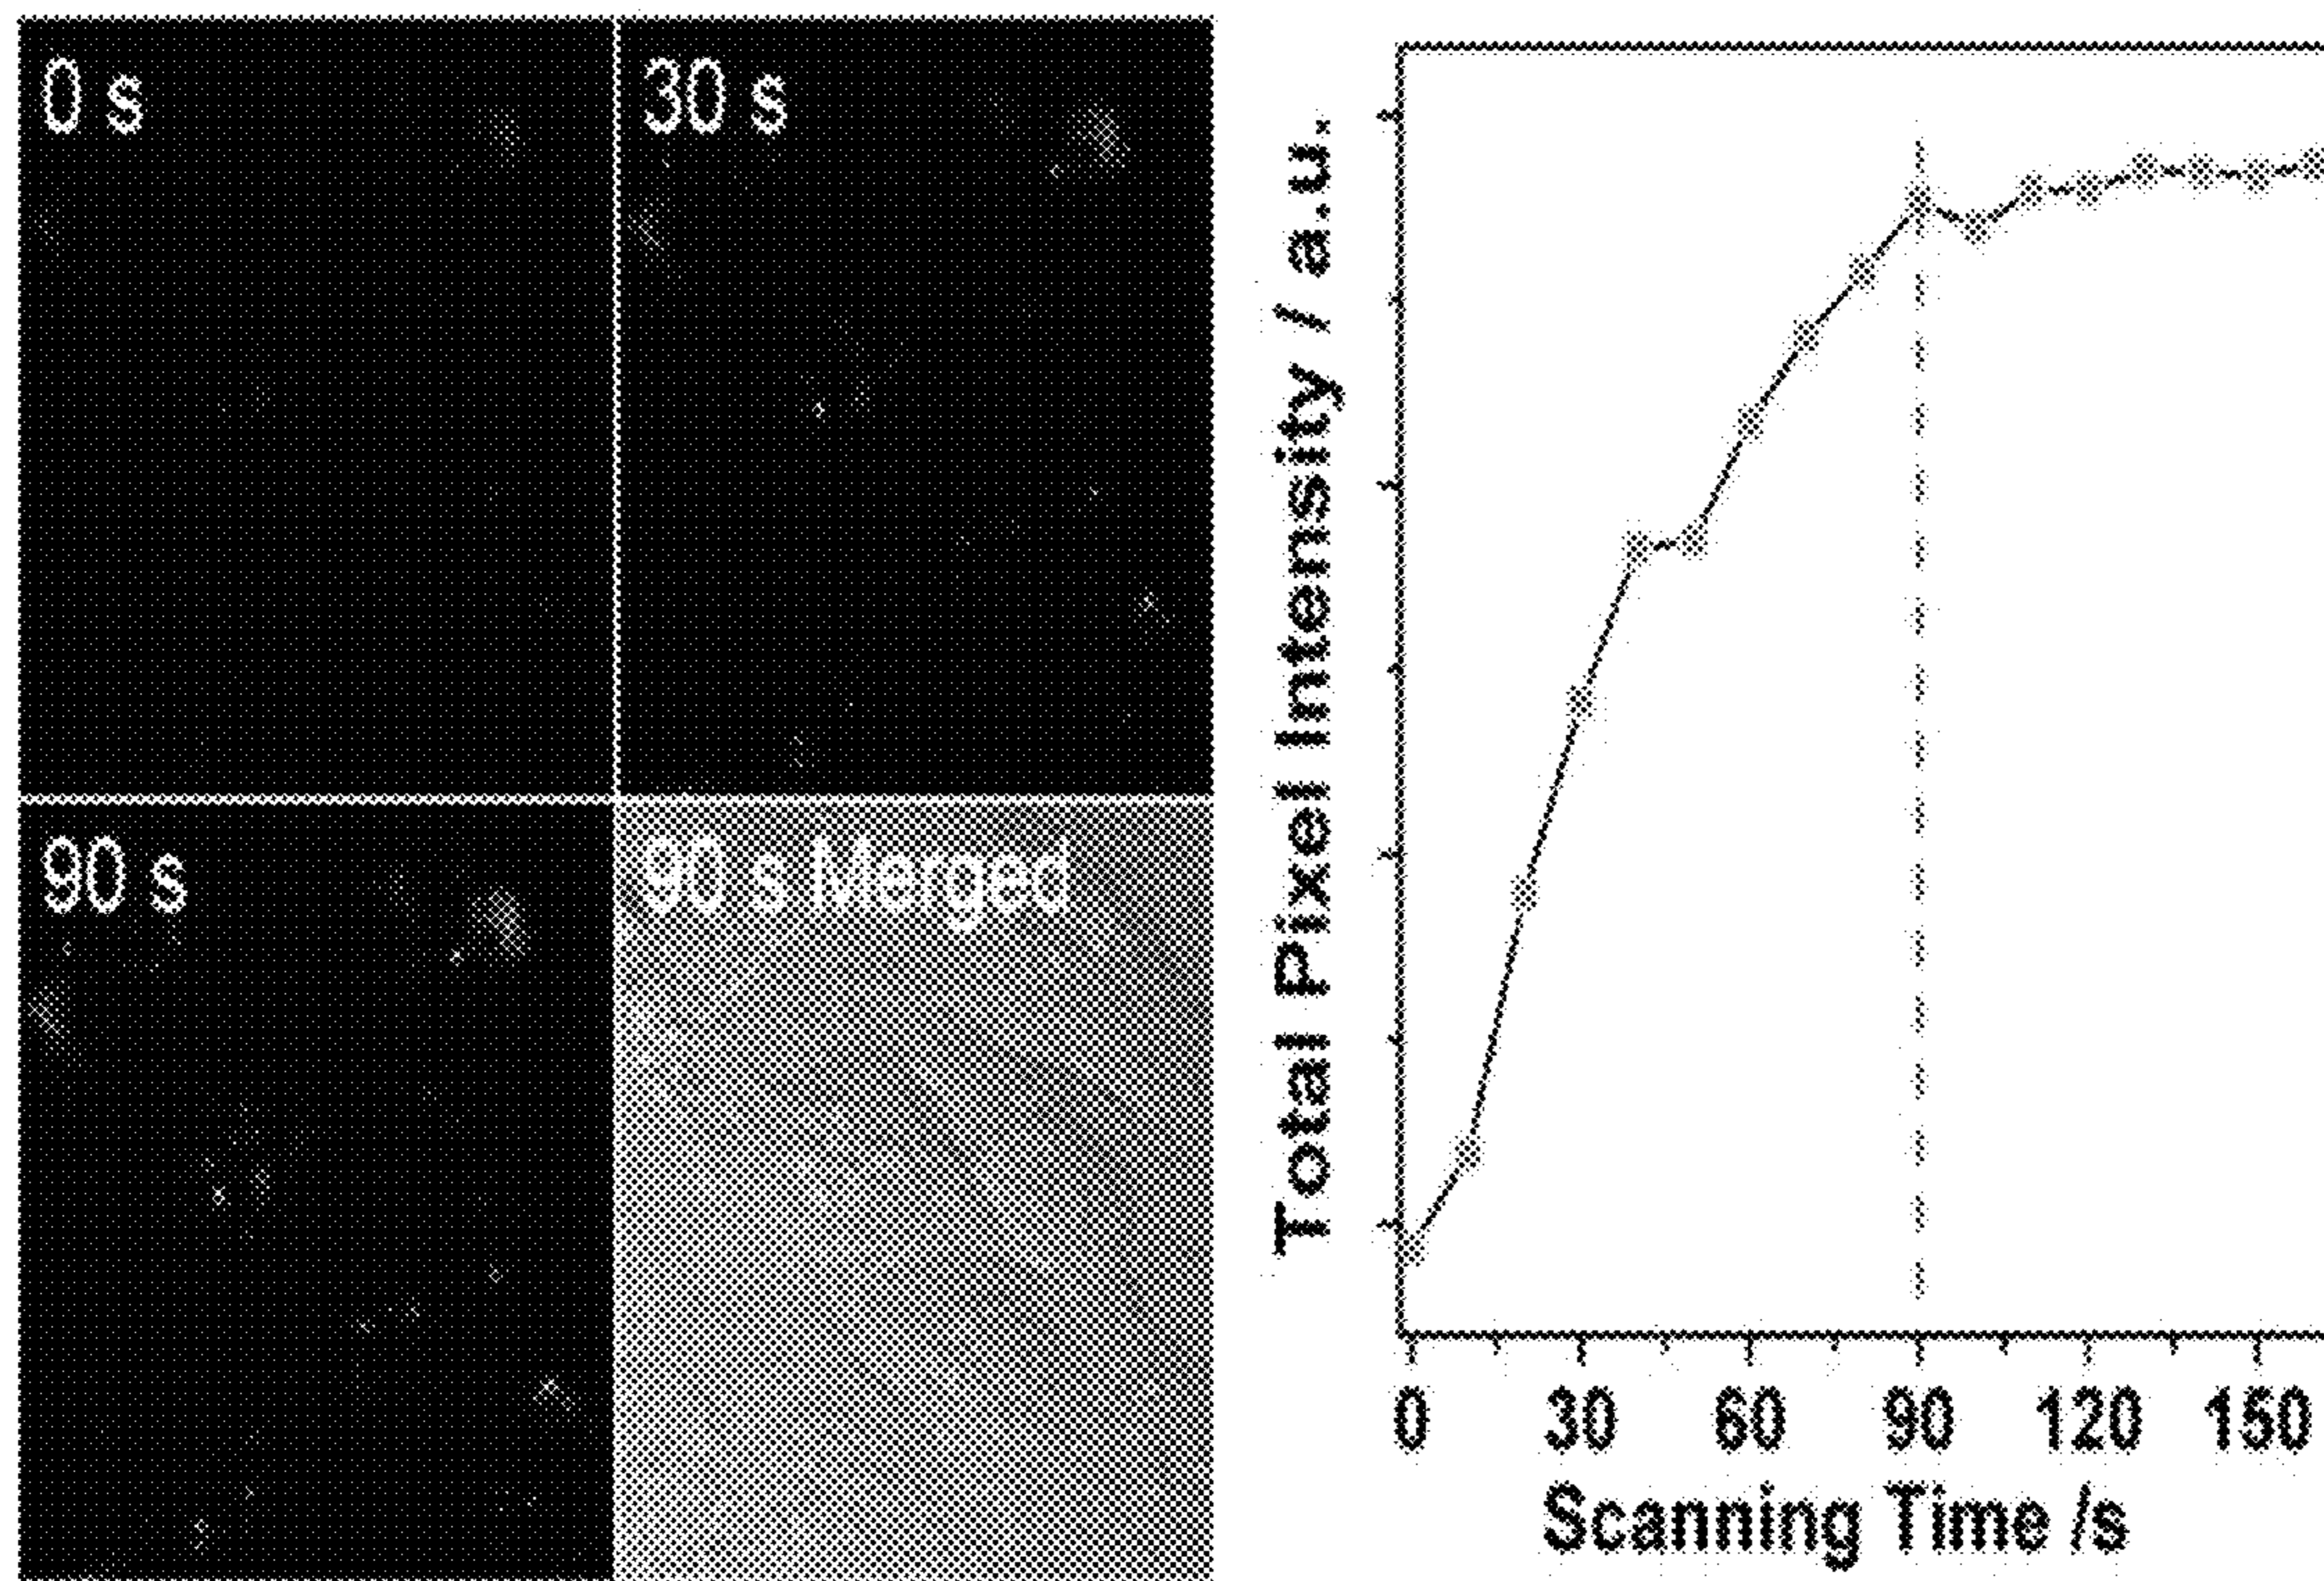 0 s
30 s
90 s
90 s Merged
Total Pixel Intensity / a.u.
0 30 60 90 120 150
Scanning Time /s